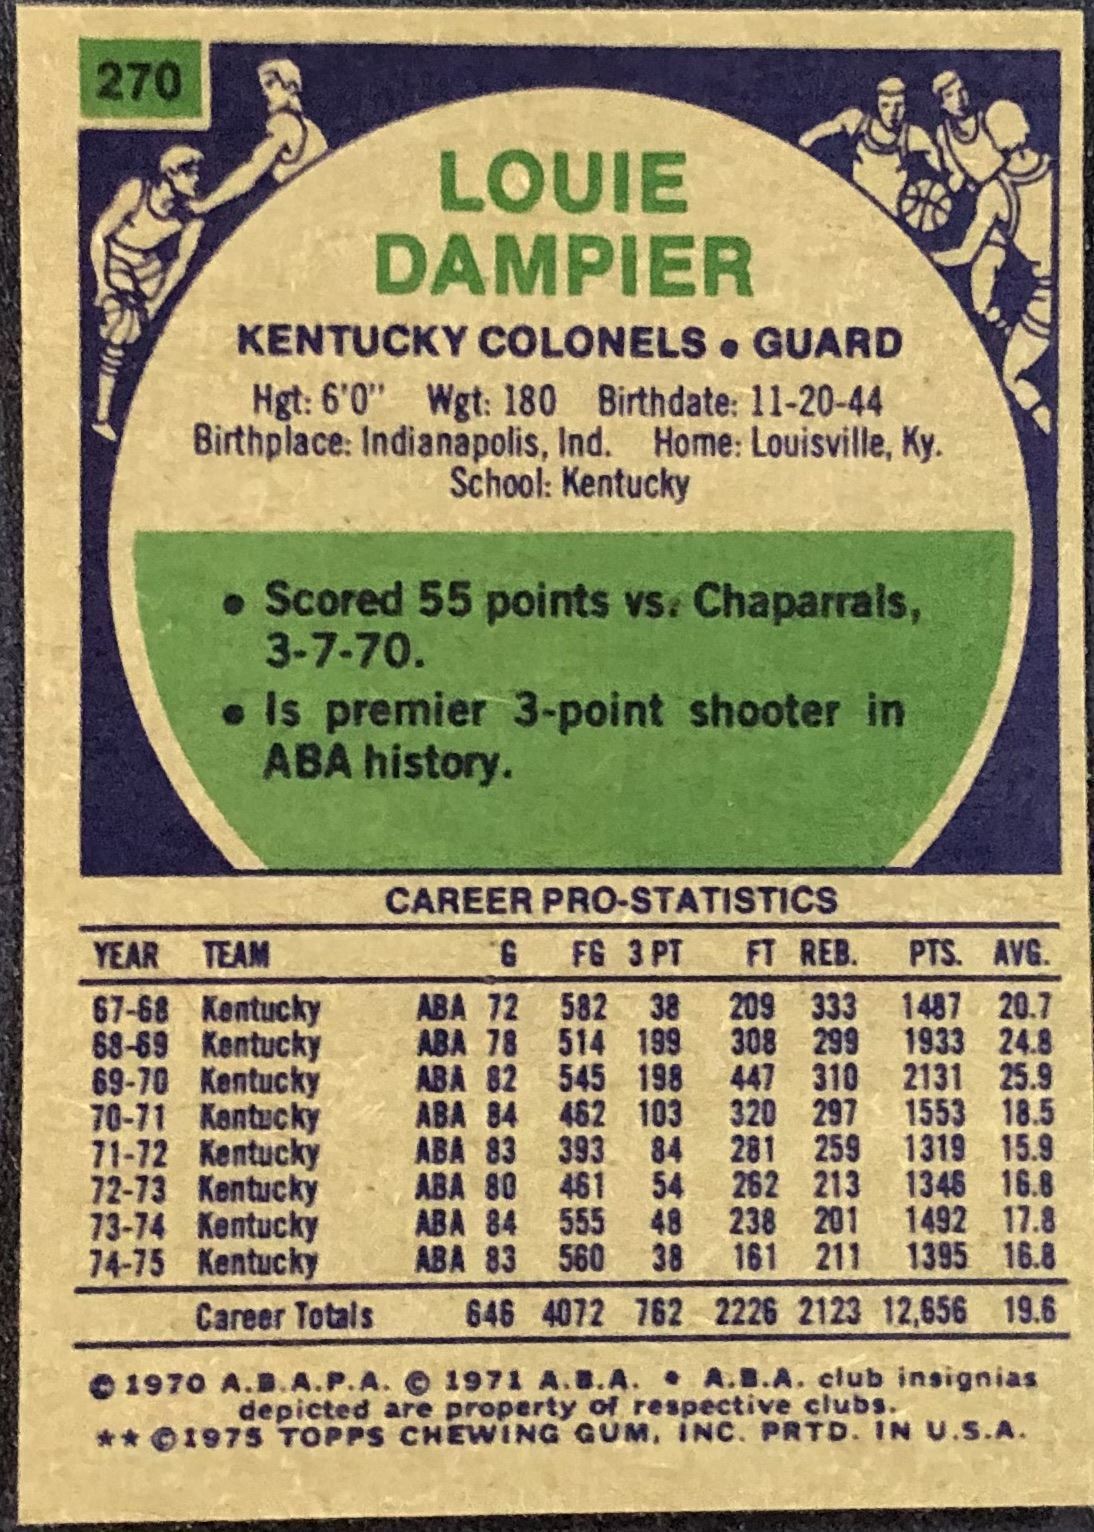 270
LOUIE
DAMPIER
KENTUCKY COLONELS • GUARD
Hgt: 6'0" Wgt: 180 Birthdate: 11-20-44
Birthplace: Indianapolis, Ind. Home: Louisville, Ky.
School: Kentucky
• Scored 55 points vs. Chaparrals,
3-7-70.
• Is premier 3-point shooter in
ABA history.
CAREER PRO-STATISTICS
YEAR TEAM G FG 3 PT FT REB. PTS. AVG.
67-68 Kentucky ABA 72 582 38 209 333 1487 20.7
68-69 Kentucky ABA 78 514 199 308 299 1933 24.8
69-70 Kentucky ABA 82 545 198 447 310 2131 25.9
70-71 Kentucky ABA 84 462 103 320 297 1553 18.5
71-72 Kentucky ABA 83 393 84 281 259 1319 15.9
72-73 Kentucky ABA 80 461 54 262 213 1346 16.8
73-74 Kentucky ABA 84 555 48 238 201 1492 17.8
74-75 Kentucky ABA 83 560 38 161 211 1395 16.8
Career Totals 646 4072 762 2226 2123 12,656 19.6
© 1970 A.B.A.P.A. © 1971 A.B.A. • A.B.A. club insignias
depicted are property of respective clubs.
★★ ©1975 TOPPS CHEWING GUM, INC. PRTD. IN U.S.A.